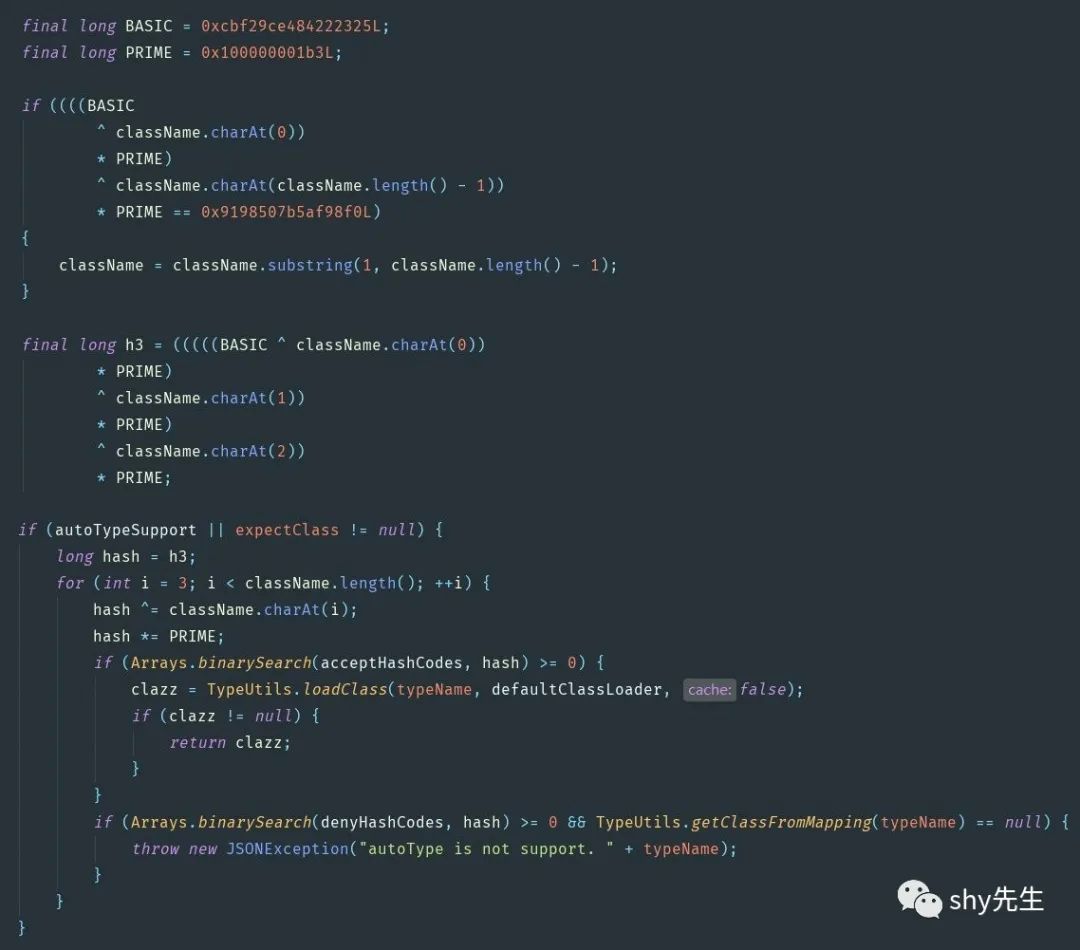 final long BASIC = 0xcbf29ce484222325L;
final long PRIME = 0x100000001b3L;
if ((((BASIC
^ className.charAt(0))
* PRIME)
^ className.charAt(className.length() - 1))
* PRIME == 0x9198507b5af98f0L)
{
className = className.substring(1, className.length() - 1);
}
final long h3 = (((((BASIC ^ className.charAt(0))
* PRIME)
^ className.charAt(1))
* PRIME)
^ className.charAt(2))
* PRIME;
if (autoTypeSupport || expectClass != null) {
long hash = h3;
for (int i = 3; i < className.length(); ++i) {
hash ^= className.charAt(i);
hash *= PRIME;
if (Arrays.binarySearch(acceptHashCodes, hash) >= 0) {
clazz = TypeUtils.loadClass(typeName, defaultClassLoader, cache: false);
if (clazz != null) {
return clazz;
}
}
if (Arrays.binarySearch(denyHashCodes, hash) >= 0 && TypeUtils.getClassFromMapping(typeName) == null) {
throw new JSONException("autoType is not support. " + typeName);
}
}
}
shy先生